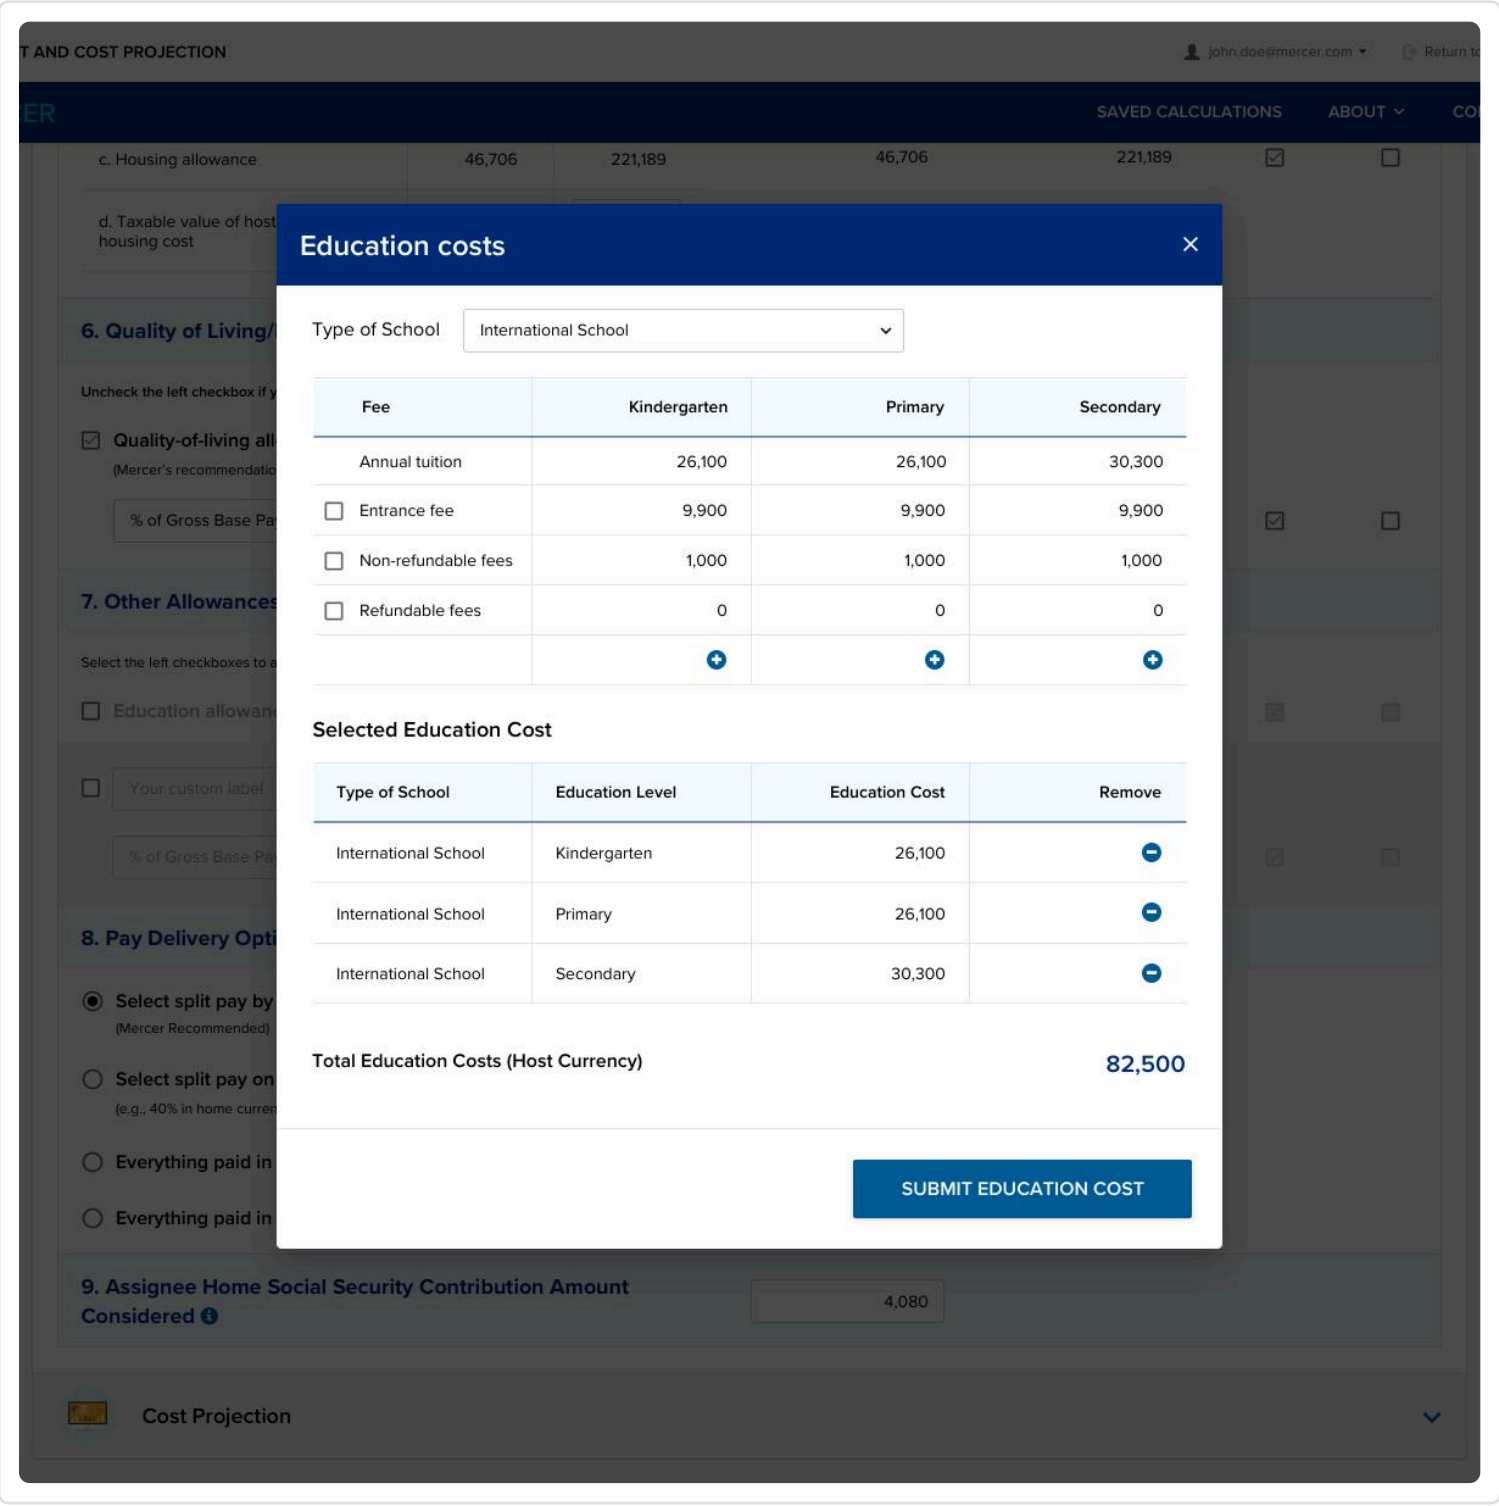 T AND COST PROJECTION
john.doe@mercer.com
Return to
ER
SAVED CALCULATIONS
ABOUT
c. Housing allowance 46,706 221,189 46,706 221,189
d. Taxable value of host
housing cost
Education costs
Type of School International School
6. Quality of Living/
Uncheck the left checkbox if y
Quality-of-living all
(Mercer's recommendatio
% of Gross Base Pa
Fee Kindergarten Primary Secondary
Annual tuition 26,100 26,100 30,300
Entrance fee 9,900 9,900 9,900
Non-refundable fees 1,000 1,000 1,000
Refundable fees 0 0 0
7. Other Allowances
Select the left checkboxes to a
Education allowan
Your custom label
% of Gross Base Pa
Selected Education Cost
Type of School Education Level Education Cost Remove
International School Kindergarten 26,100
International School Primary 26,100
International School Secondary 30,300
8. Pay Delivery Opti
Select split pay by
(Mercer Recommended)
Select split pay on
(e.g., 40% in home curren
Everything paid in
Everything paid in
Total Education Costs (Host Currency) 82,500
SUBMIT EDUCATION COST
9. Assignee Home Social Security Contribution Amount
Considered
4,080
Cost Projection